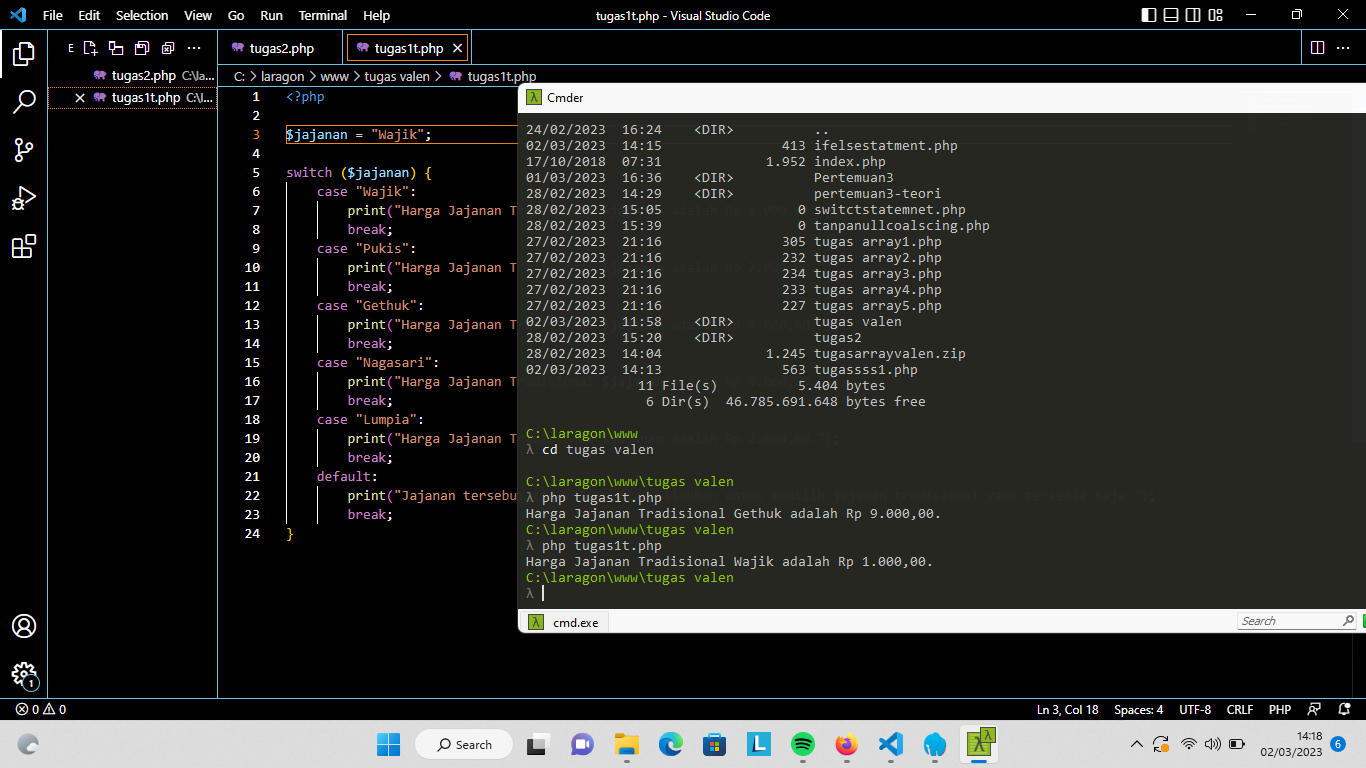 File Edit Selection View Go Run Terminal Help
tugas1t.php - Visual Studio Code
E
tugas2.php C:\la...
tugas1t.php C:\l...
tugas2.php
tugas1t.php
C: > laragon > www > tugas valen > tugas1t.php
1 <?php
2
3 $jajanan = "Wajik";
4
5 switch ($jajanan) {
6 case "Wajik":
7 print("Harga Jajanan T
8 break;
9 case "Pukis":
10 print("Harga Jajanan T
11 break;
12 case "Gethuk":
13 print("Harga Jajanan T
14 break;
15 case "Nagasari":
16 print("Harga Jajanan T
17 break;
18 case "Lumpia":
19 print("Harga Jajanan T
20 break;
21 default:
22 print("Jajanan tersebu
23 break;
24 }
Cmder
24/02/2023 16:24 <DIR> ..
02/03/2023 14:15 413 ifelsestatment.php
17/10/2018 07:31 1.952 index.php
01/03/2023 16:36 <DIR> Pertemuan3
28/02/2023 14:29 <DIR> pertemuan3-teori
28/02/2023 15:05 0 switctstatemnet.php
28/02/2023 15:39 0 tanpanullcoalscing.php
27/02/2023 21:16 305 tugas array1.php
27/02/2023 21:16 232 tugas array2.php
27/02/2023 21:16 234 tugas array3.php
27/02/2023 21:16 233 tugas array4.php
27/02/2023 21:16 227 tugas array5.php
02/03/2023 11:58 <DIR> tugas valen
28/02/2023 15:20 <DIR> tugas2
28/02/2023 14:04 1.245 tugasarrayvalen.zip
02/03/2023 14:13 563 tugassss1.php
11 File(s) 5.404 bytes
6 Dir(s) 46.785.691.648 bytes free
C:\laragon\www
λ cd tugas valen
C:\laragon\www\tugas valen
λ php tugas1t.php
Harga Jajanan Tradisional Gethuk adalah Rp 9.000,00.
C:\laragon\www\tugas valen
λ php tugas1t.php
Harga Jajanan Tradisional Wajik adalah Rp 1.000,00.
C:\laragon\www\tugas valen
λ
cmd.exe
Search
1
0 0
Ln 3, Col 18 Spaces: 4 UTF-8 CRLF PHP
Search
14:18
02/03/2023
6